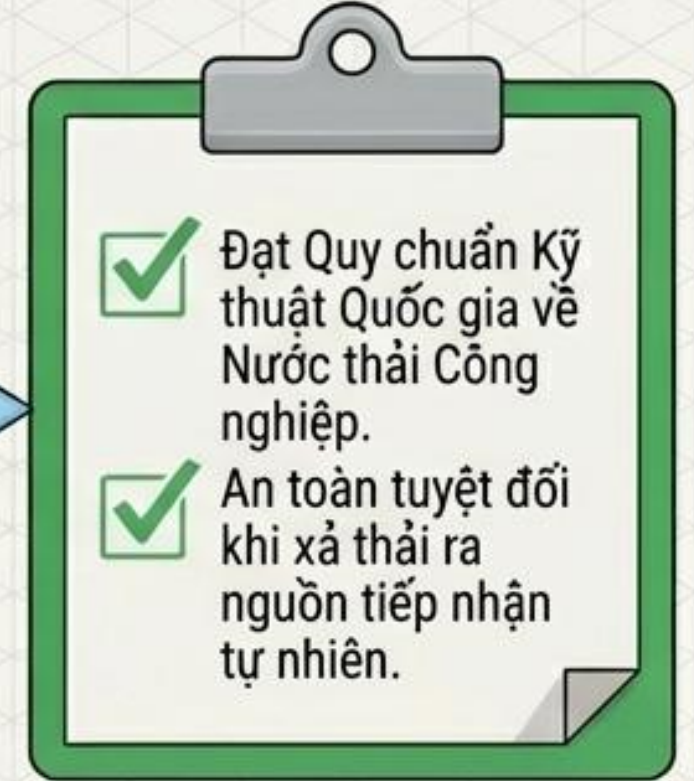 Đạt Quy chuẩn Kỹ
thuật Quốc gia về
Nước thải Công
nghiệp.
An toàn tuyệt đối
khi xả thải ra
nguồn tiếp nhận
tự nhiên.